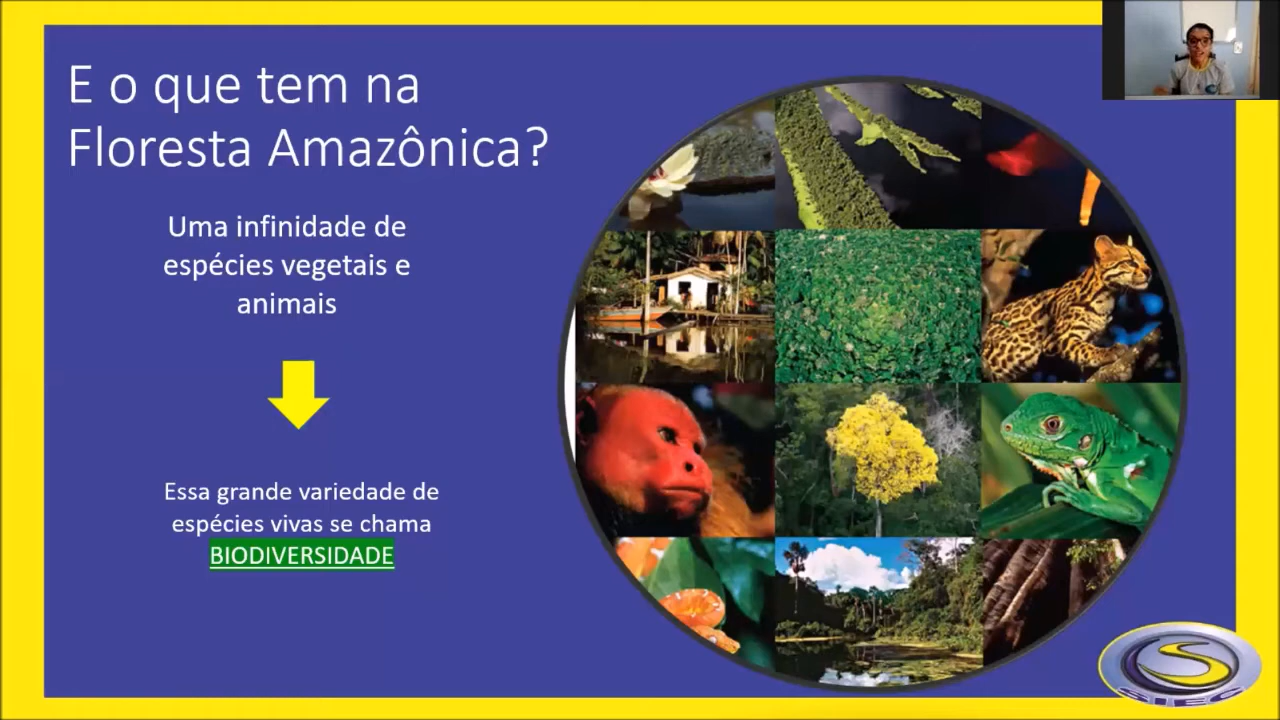 E o que tem na
Floresta Amazônica?
Uma infinidade de
espécies vegetais e
animais
Essa grande variedade de
espécies vivas se chama
BIODIVERSIDADE
SIEC